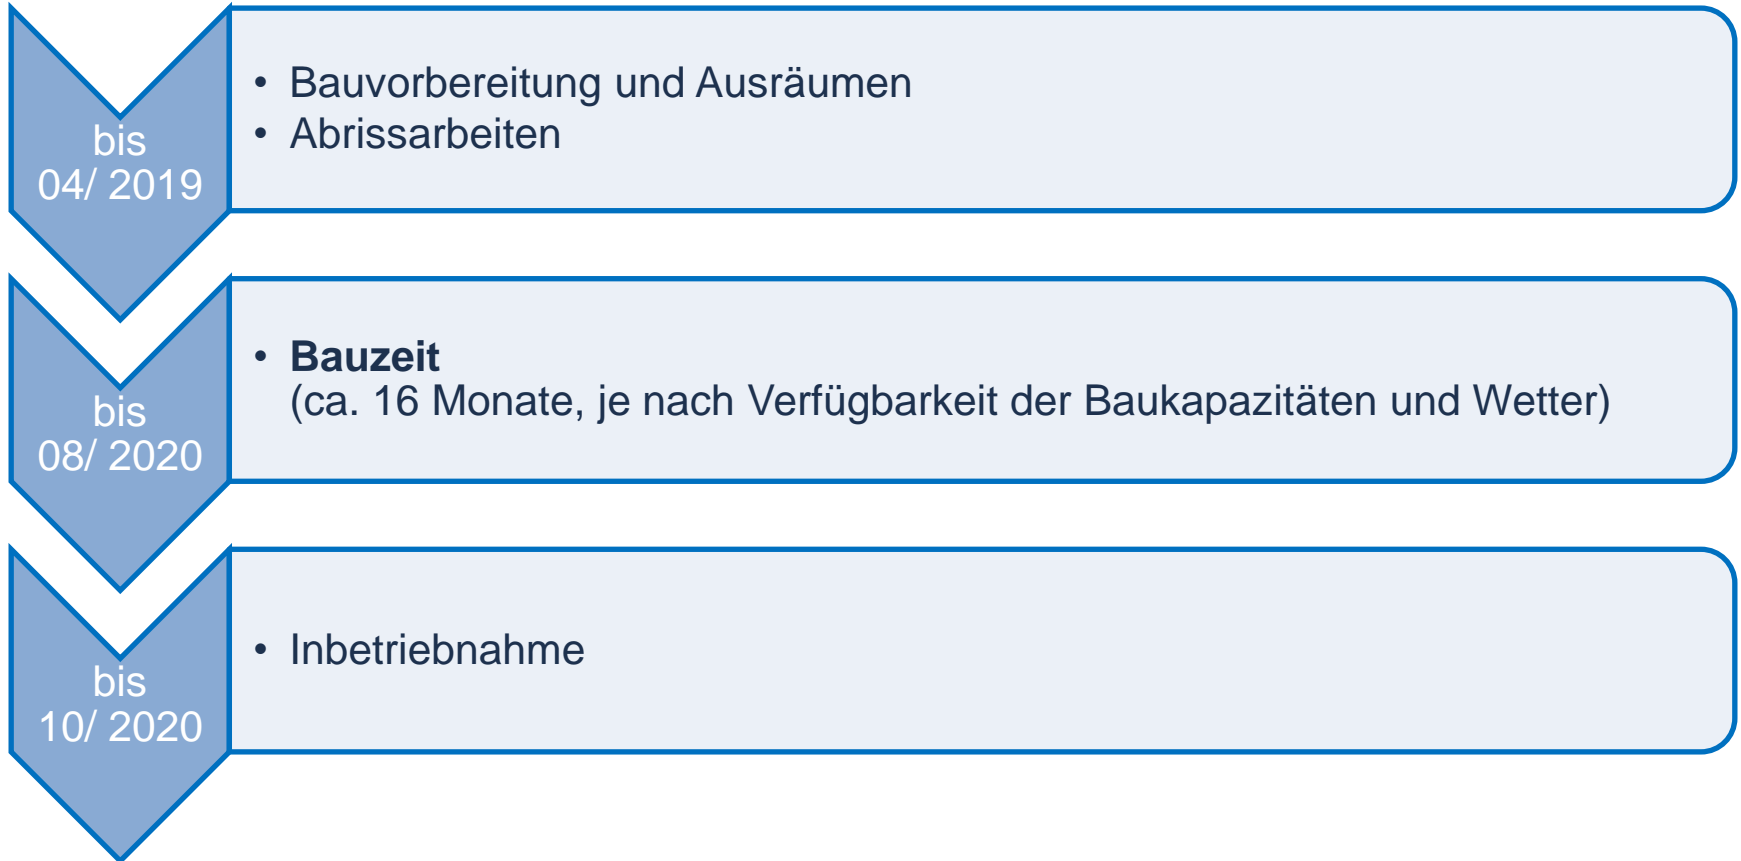 bis
04/ 2019
• Bauvorbereitung und Ausräumen
• Abrissarbeiten
bis
08/ 2020
• Bauzeit
(ca. 16 Monate, je nach Verfügbarkeit der Baukapazitäten und Wetter)
bis
10/ 2020
• Inbetriebnahme